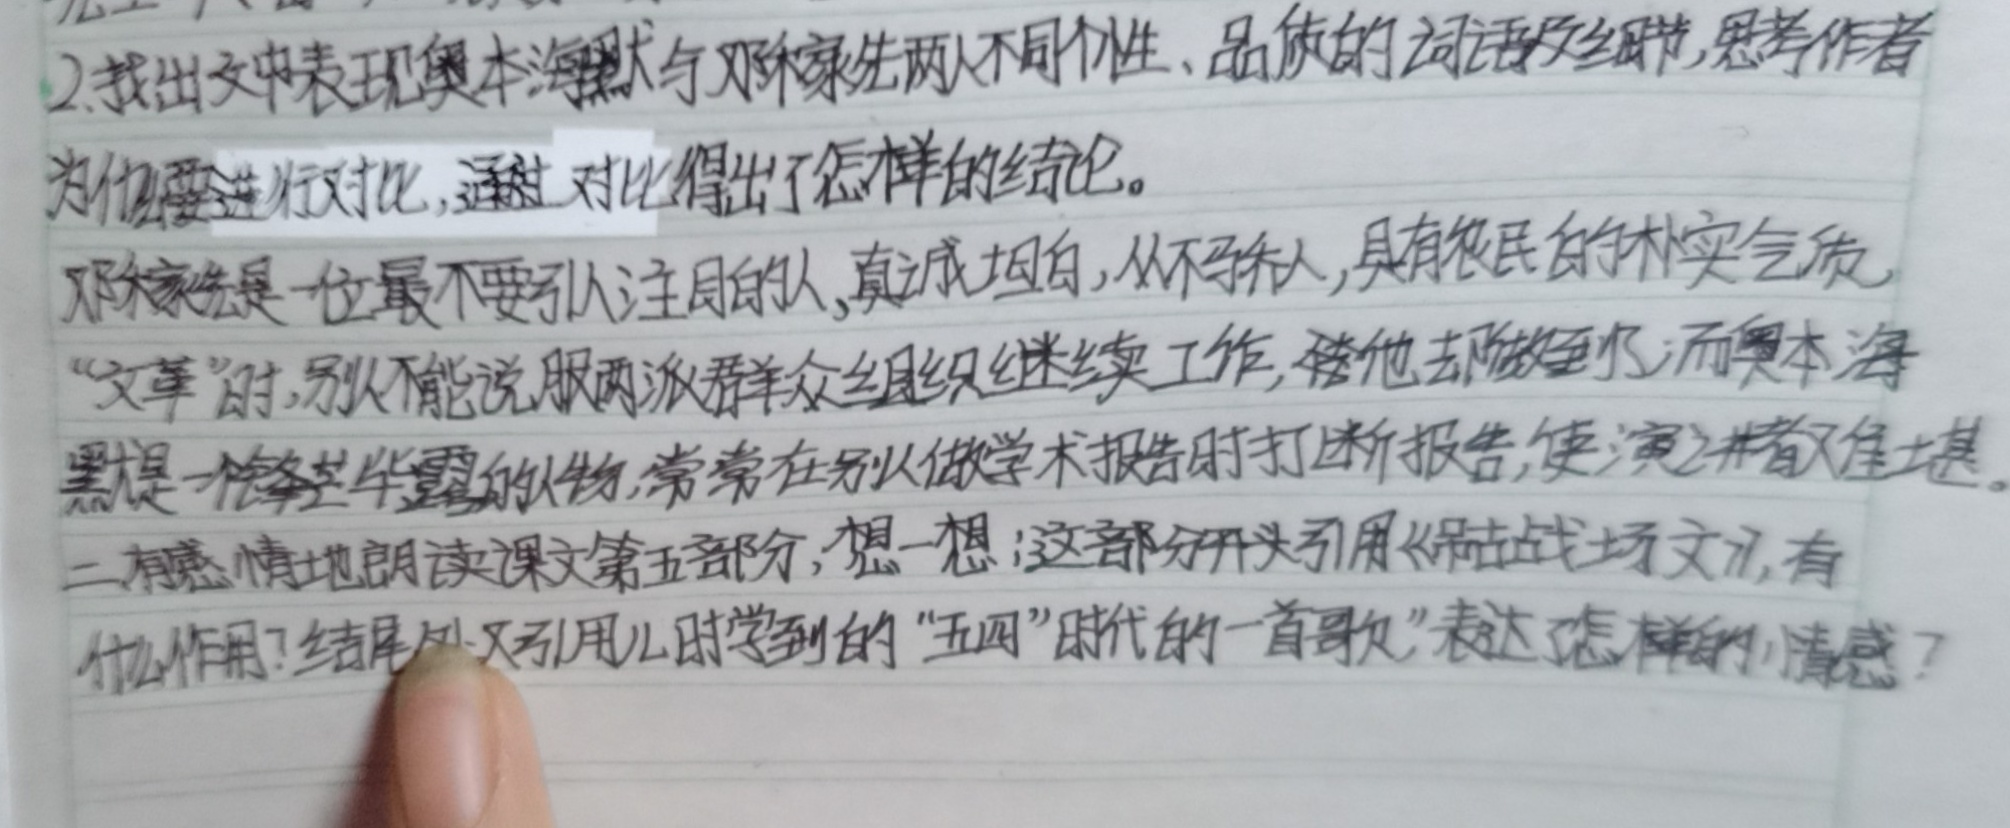 2.找出文中表现奥本海默与邓稼先两人不同个性、品质的词语及细节,思考作者
为什么要进行对比,通过对比得出了怎样的结论。
邓稼先是一位最不要引人注目的人,真诚坦白,从不骄人,具有农民的朴实气质,
“文革”时,别人不能说服两派群众组织继续工作,稼他去际做到了;而奥本海
默是一个锋芒毕露的人物,常常在别人做学术报告时打断报告,使演讲者难堪。
二、有感情地朗读课文第五部分,想一想;这部分开头引用《吊古战场文》,有
什么作用?结尾处又引用儿时学到的“五四”时代的一首歌”表达了怎样的情感?